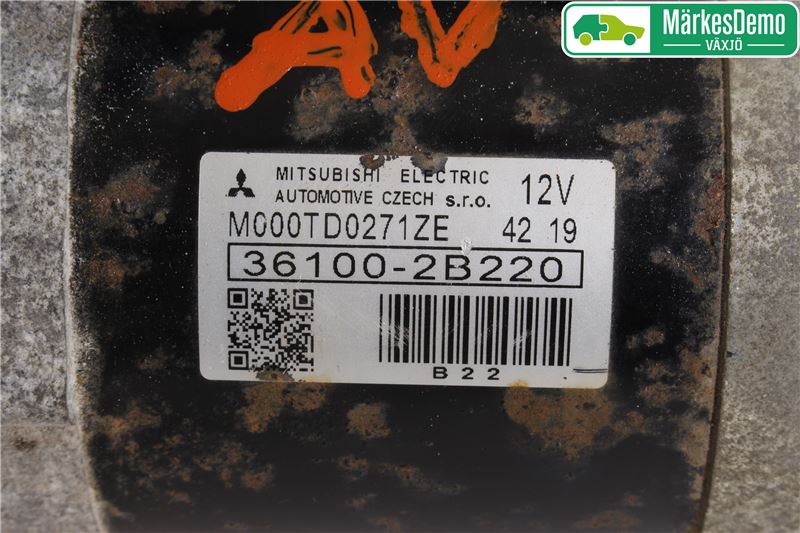 AV
MärkesDemo
VÄXJÖ
MITSUBISHI ELECTRIC
AUTOMOTIVE CZECH s.r.o. 12V
M000TD0271ZE 42 19
36100-2B220
B22